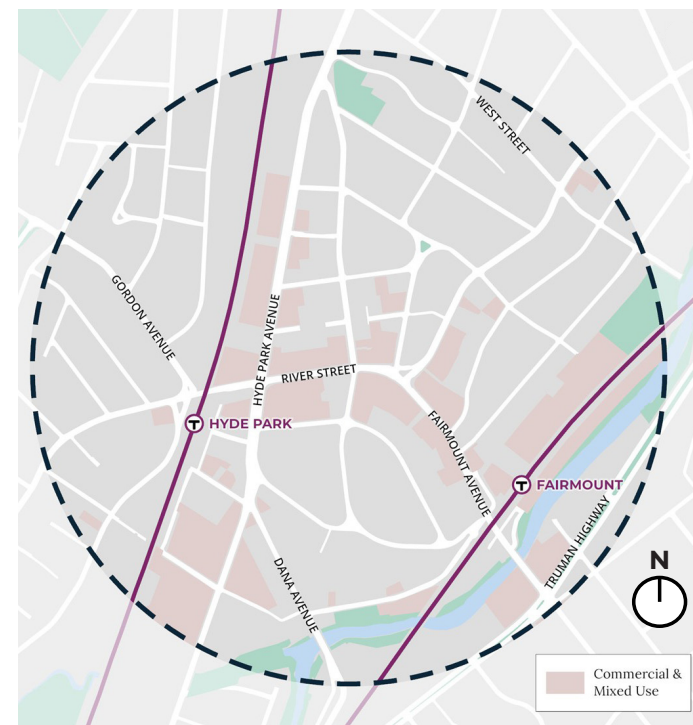 WEST STREET
GORDON AVENUE
HYDE PARK AVENUE
RIVER STREET
T HYDE PARK
FAIRMOUNT AVENUE
T FAIRMOUNT
TRUMAN HIGHWAY
DANA AVENUE
N
Commercial &
Mixed Use